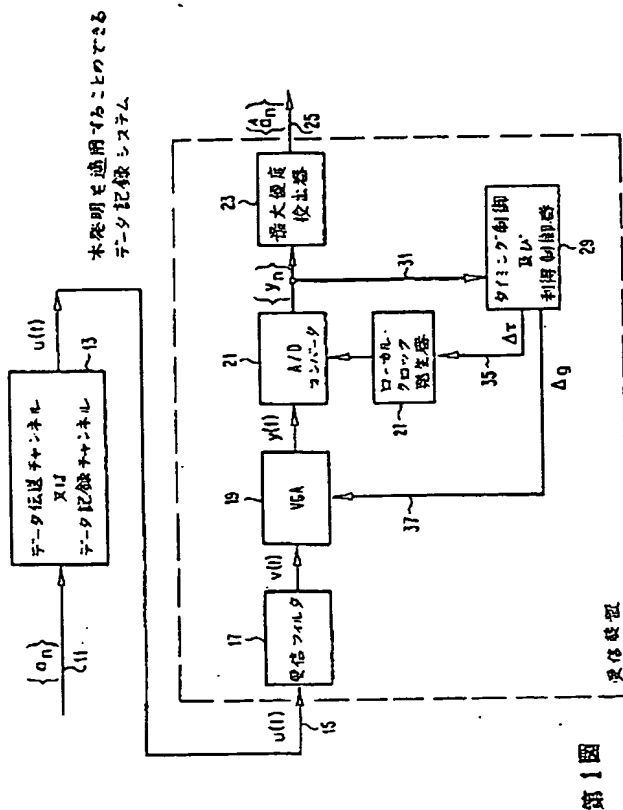 本発明を適用することのできる
データ記録システム
{an}
11
データ伝送チャンネル
又は
データ記録チャンネル
13
u(t)
u(t)
15
17
受信フィルタ
v(t)
19
VGA
y(t)
21
A/D
コンバータ
{yn}
23
最大優度
検出器
{ân}
25
31
27
ローカル・
クロック
発生器
35
Δτ
タイミング制御
及び
利得制御器
29
37
Δg
受信装置
第1図